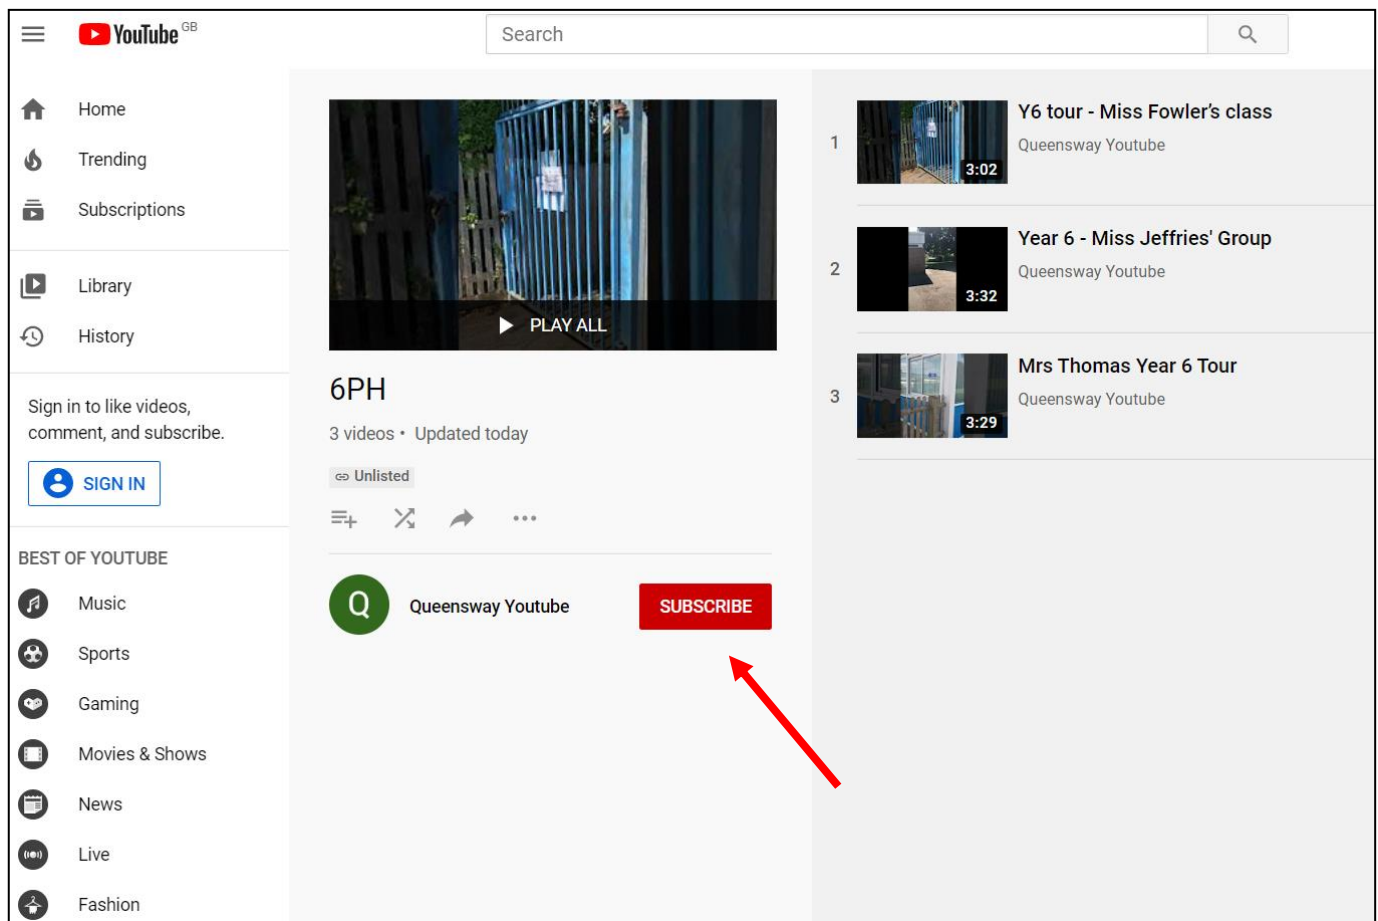 YouTube GB
Search
Home
Trending
Subscriptions
Library
History
Sign in to like videos,
comment, and subscribe.
SIGN IN
BEST OF YOUTUBE
Music
Sports
Gaming
Movies & Shows
News
Live
Fashion
PLAY ALL
6PH
3 videos • Updated today
Unlisted
Q
Queensway Youtube
SUBSCRIBE
1
3:02
Y6 tour - Miss Fowler's class
Queensway Youtube
2
3:32
Year 6 - Miss Jeffries' Group
Queensway Youtube
3
3:29
Mrs Thomas Year 6 Tour
Queensway Youtube